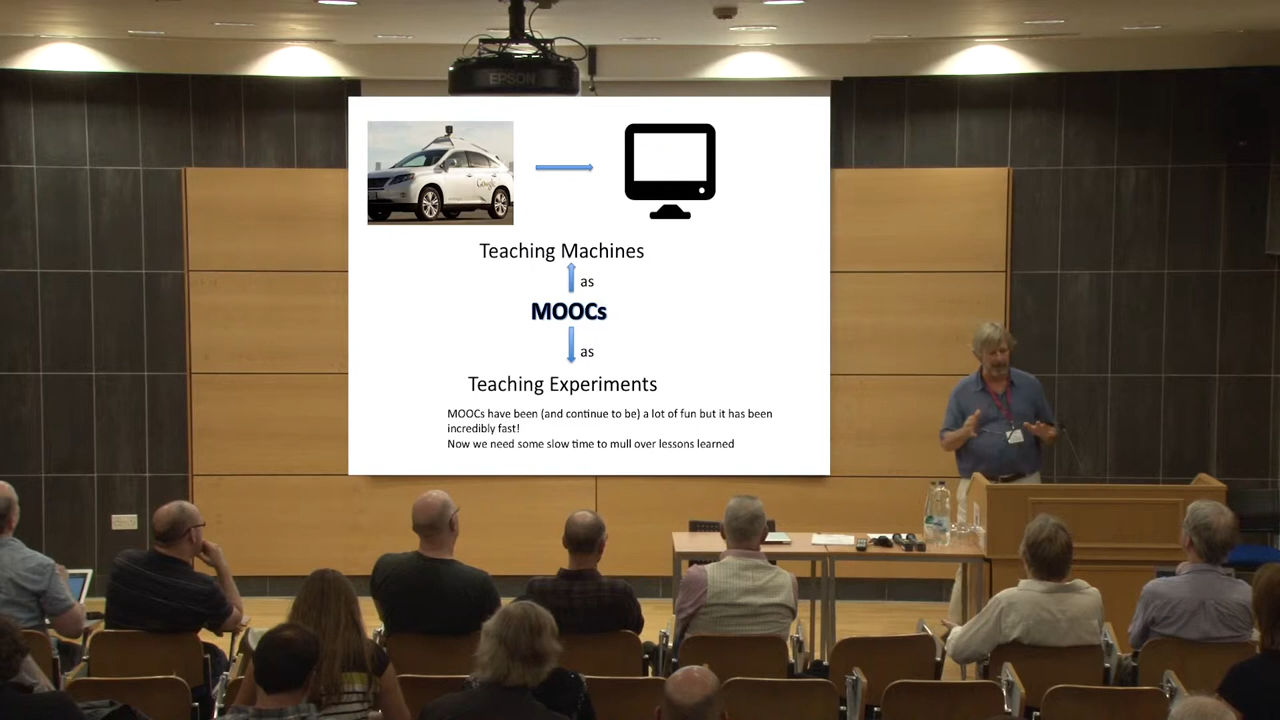 EPSON
Google
Teaching Machines
as
MOOCs
as
Teaching Experiments
MOOCs have been (and continue to be) a lot of fun but it has been
incredibly fast!
Now we need some slow time to mull over lessons learned